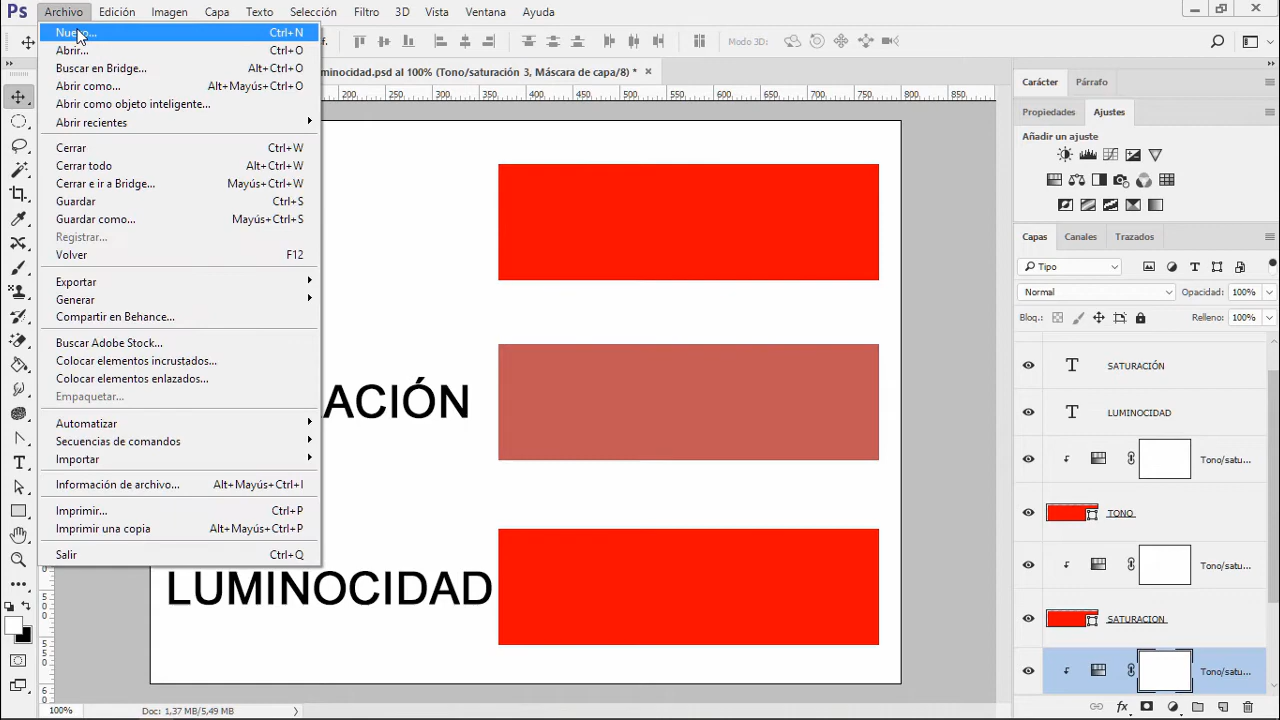 Ps Archivo Edición Imagen Capa Texto Selección Filtro 3D Vista Ventana Ayuda
Modo 3D:
luminocidad.psd al 100% (Tono/saturación 3, Máscara de capa/8) * ×
200 250 300 350 400 450 500 550 600 650 700 750 800 850
Nuevo... Ctrl+N
Abrir... Ctrl+O
Buscar en Bridge... Alt+Ctrl+O
Abrir como... Alt+Mayús+Ctrl+O
Abrir como objeto inteligente...
Abrir recientes
Cerrar Ctrl+W
Cerrar todo Alt+Ctrl+W
Cerrar e ir a Bridge... Mayús+Ctrl+W
Guardar Ctrl+S
Guardar como... Mayús+Ctrl+S
Registrar...
Volver F12
Exportar
Generar
Compartir en Behance...
Buscar Adobe Stock...
Colocar elementos incrustados...
Colocar elementos enlazados...
Empaquetar...
Automatizar
Secuencias de comandos
Importar
Información de archivo... Alt+Mayús+Ctrl+I
Imprimir... Ctrl+P
Imprimir una copia Alt+Mayús+Ctrl+P
Salir Ctrl+Q
ACIÓN
LUMINOCIDAD
Carácter Párrafo
Propiedades Ajustes
Añadir un ajuste
Capas Canales Trazados
Tipo
Normal Opacidad: 100%
Bloq.: Relleno: 100%
SATURACIÓN
LUMINOCIDAD
Tono/satu...
TONO
Tono/satu...
SATURACION
Tono/satu...
100% Doc: 1,37 MB/5,49 MB